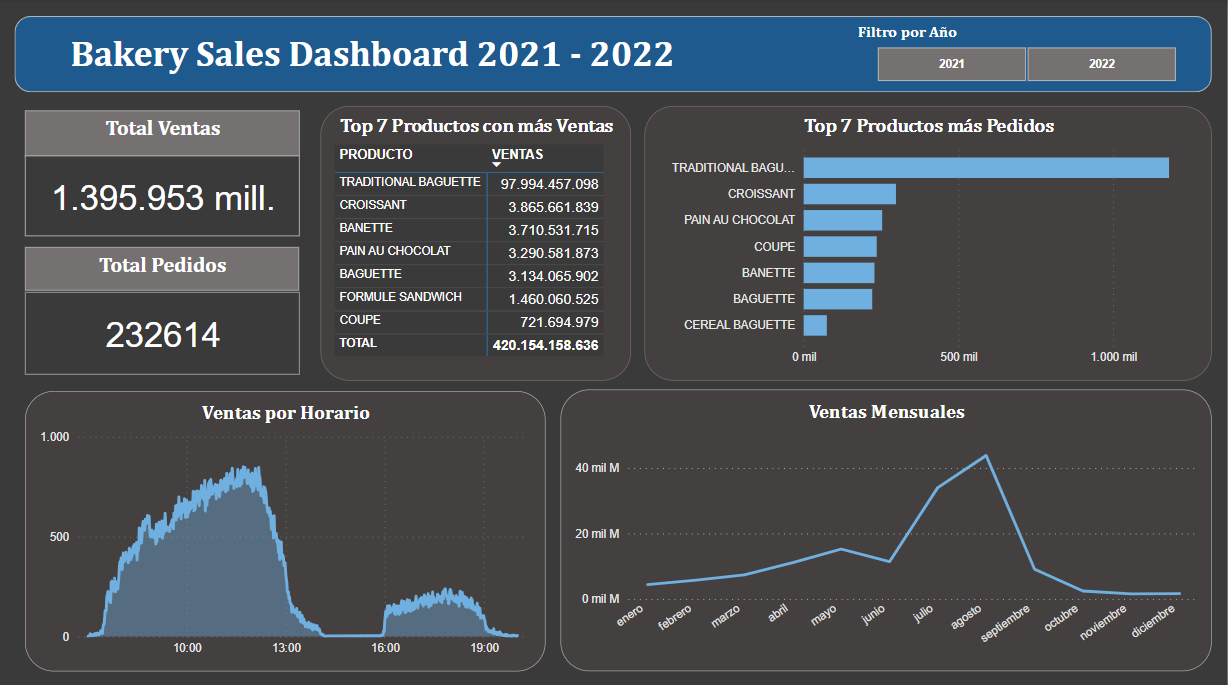 Bakery Sales Dashboard 2021 - 2022
Filtro por Año
2021 2022
Total Ventas
1.395.953 mill.
Total Pedidos
232614
Top 7 Productos con más Ventas
PRODUCTO VENTAS
TRADITIONAL BAGUETTE 97.994.457.098
CROISSANT 3.865.661.839
BANETTE 3.710.531.715
PAIN AU CHOCOLAT 3.290.581.873
BAGUETTE 3.134.065.902
FORMULE SANDWICH 1.460.060.525
COUPE 721.694.979
TOTAL 420.154.158.636
Top 7 Productos más Pedidos
TRADITIONAL BAGU...
CROISSANT
PAIN AU CHOCOLAT
COUPE
BANETTE
BAGUETTE
CEREAL BAGUETTE
0 mil 500 mil 1.000 mil
Ventas por Horario
1.000
500
0
10:00 13:00 16:00 19:00
Ventas Mensuales
40 mil M
20 mil M
0 mil M
enero febrero marzo abril mayo junio julio agosto septiembre octubre noviembre diciembre